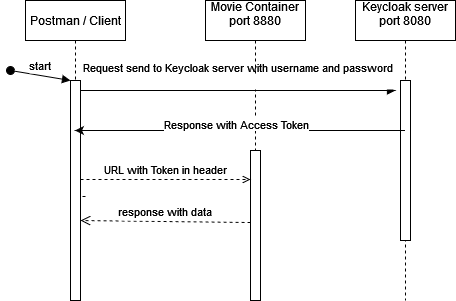 Postman / Client
Movie Container
port 8880
Keycloak server
port 8080
start
Request send to Keycloak server with username and password
Response with Access Token
URL with Token in header
-
response with data